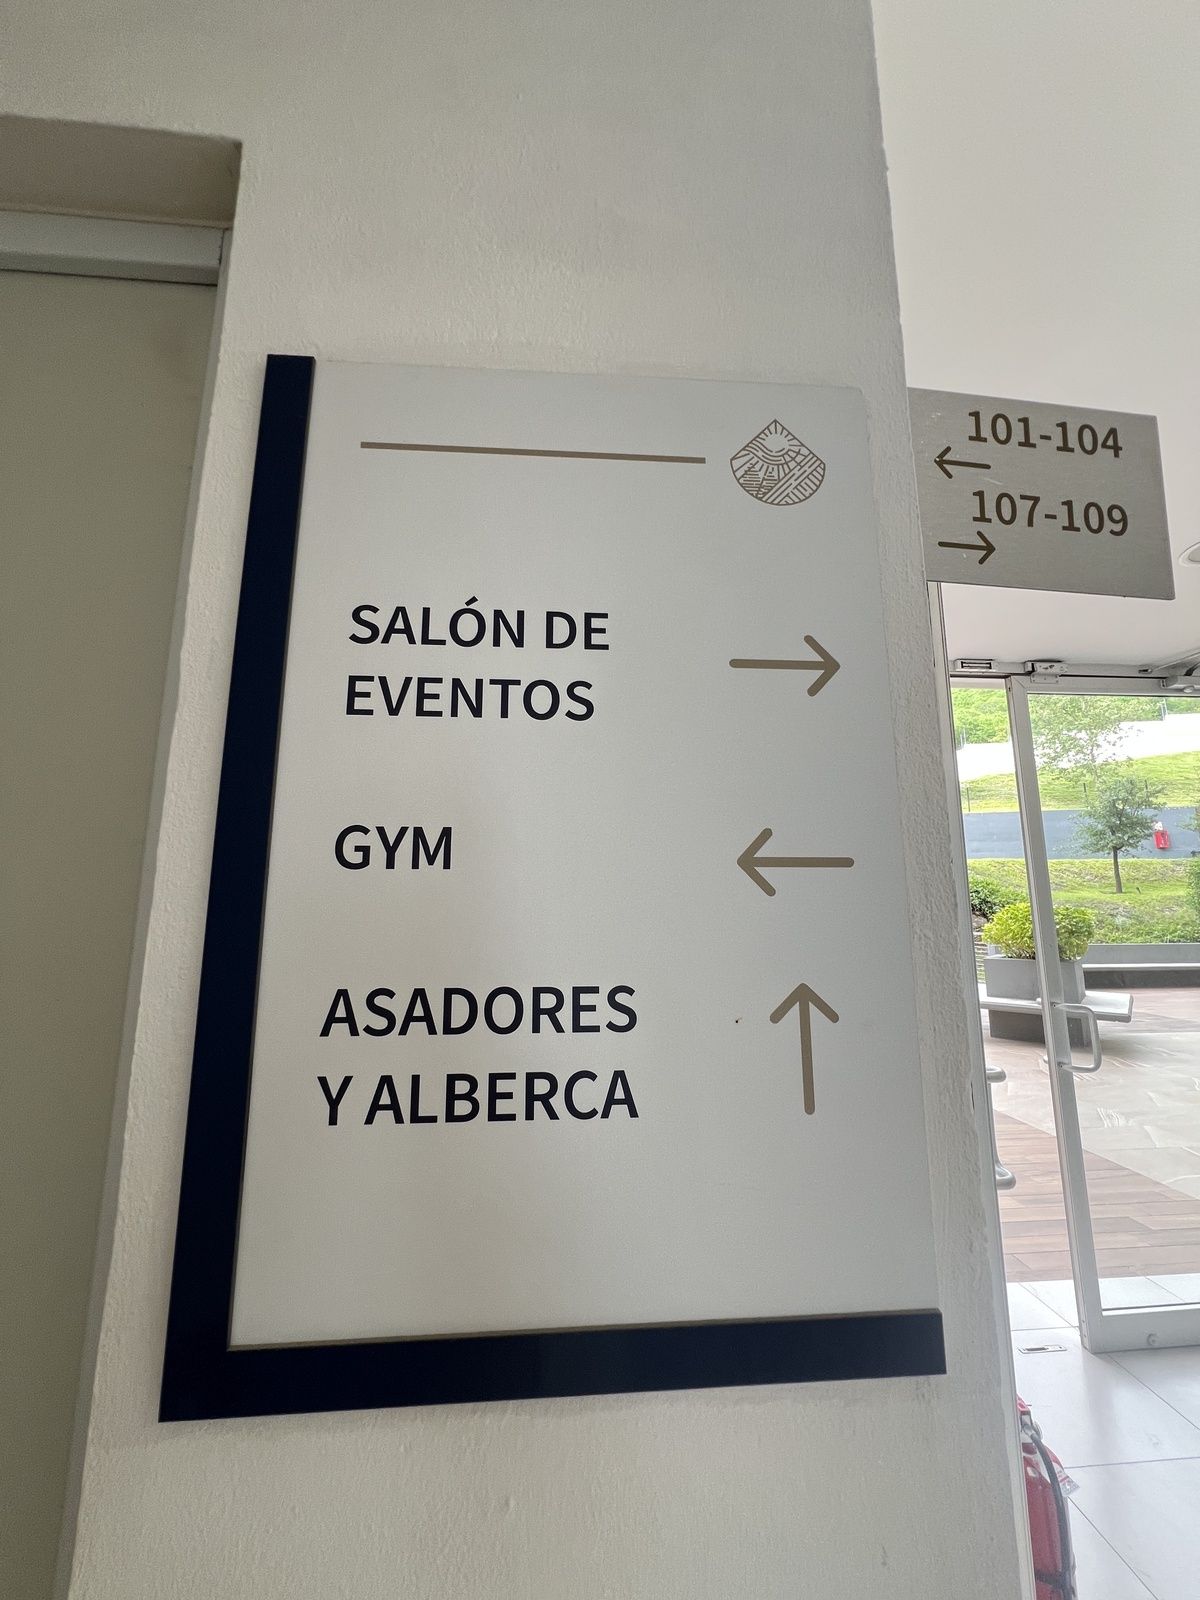 SALÓN DE
EVENTOS
GYM
ASADORES
Y ALBERCA
101-104
107-109